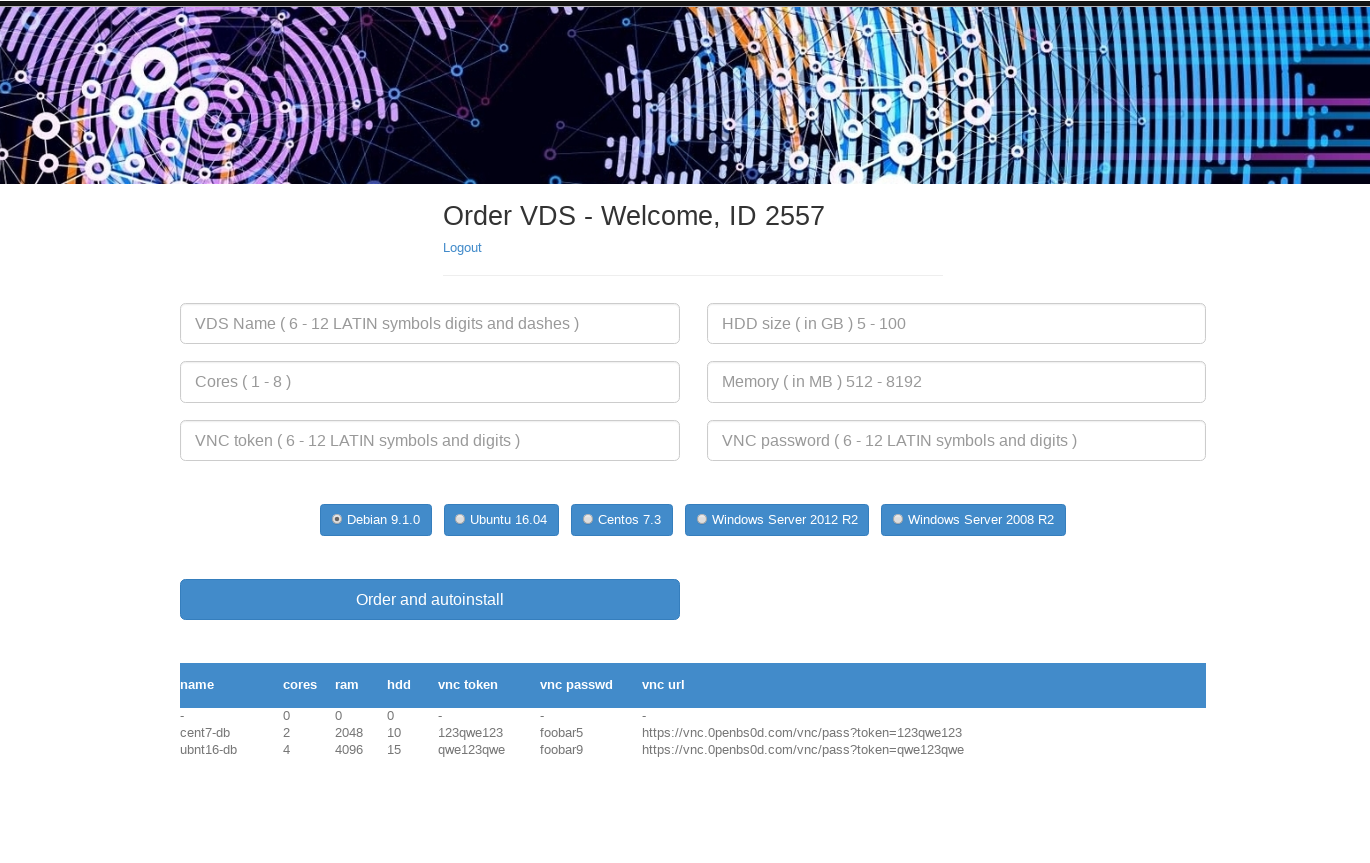 Order VDS - Welcome, ID 2557
Logout
VDS Name ( 6 - 12 LATIN symbols digits and dashes )
HDD size ( in GB ) 5 - 100
Cores ( 1 - 8 )
Memory ( in MB ) 512 - 8192
VNC token ( 6 - 12 LATIN symbols and digits )
VNC password ( 6 - 12 LATIN symbols and digits )
Debian 9.1.0 Ubuntu 16.04 Centos 7.3 Windows Server 2012 R2 Windows Server 2008 R2
Order and autoinstall
name cores ram hdd vnc token vnc passwd vnc url
- 0 0 0 - - -
cent7-db 2 2048 10 123qwe123 foobar5 https://vnc.0penbs0d.com/vnc/pass?token=123qwe123
ubnt16-db 4 4096 15 qwe123qwe foobar9 https://vnc.0penbs0d.com/vnc/pass?token=qwe123qwe